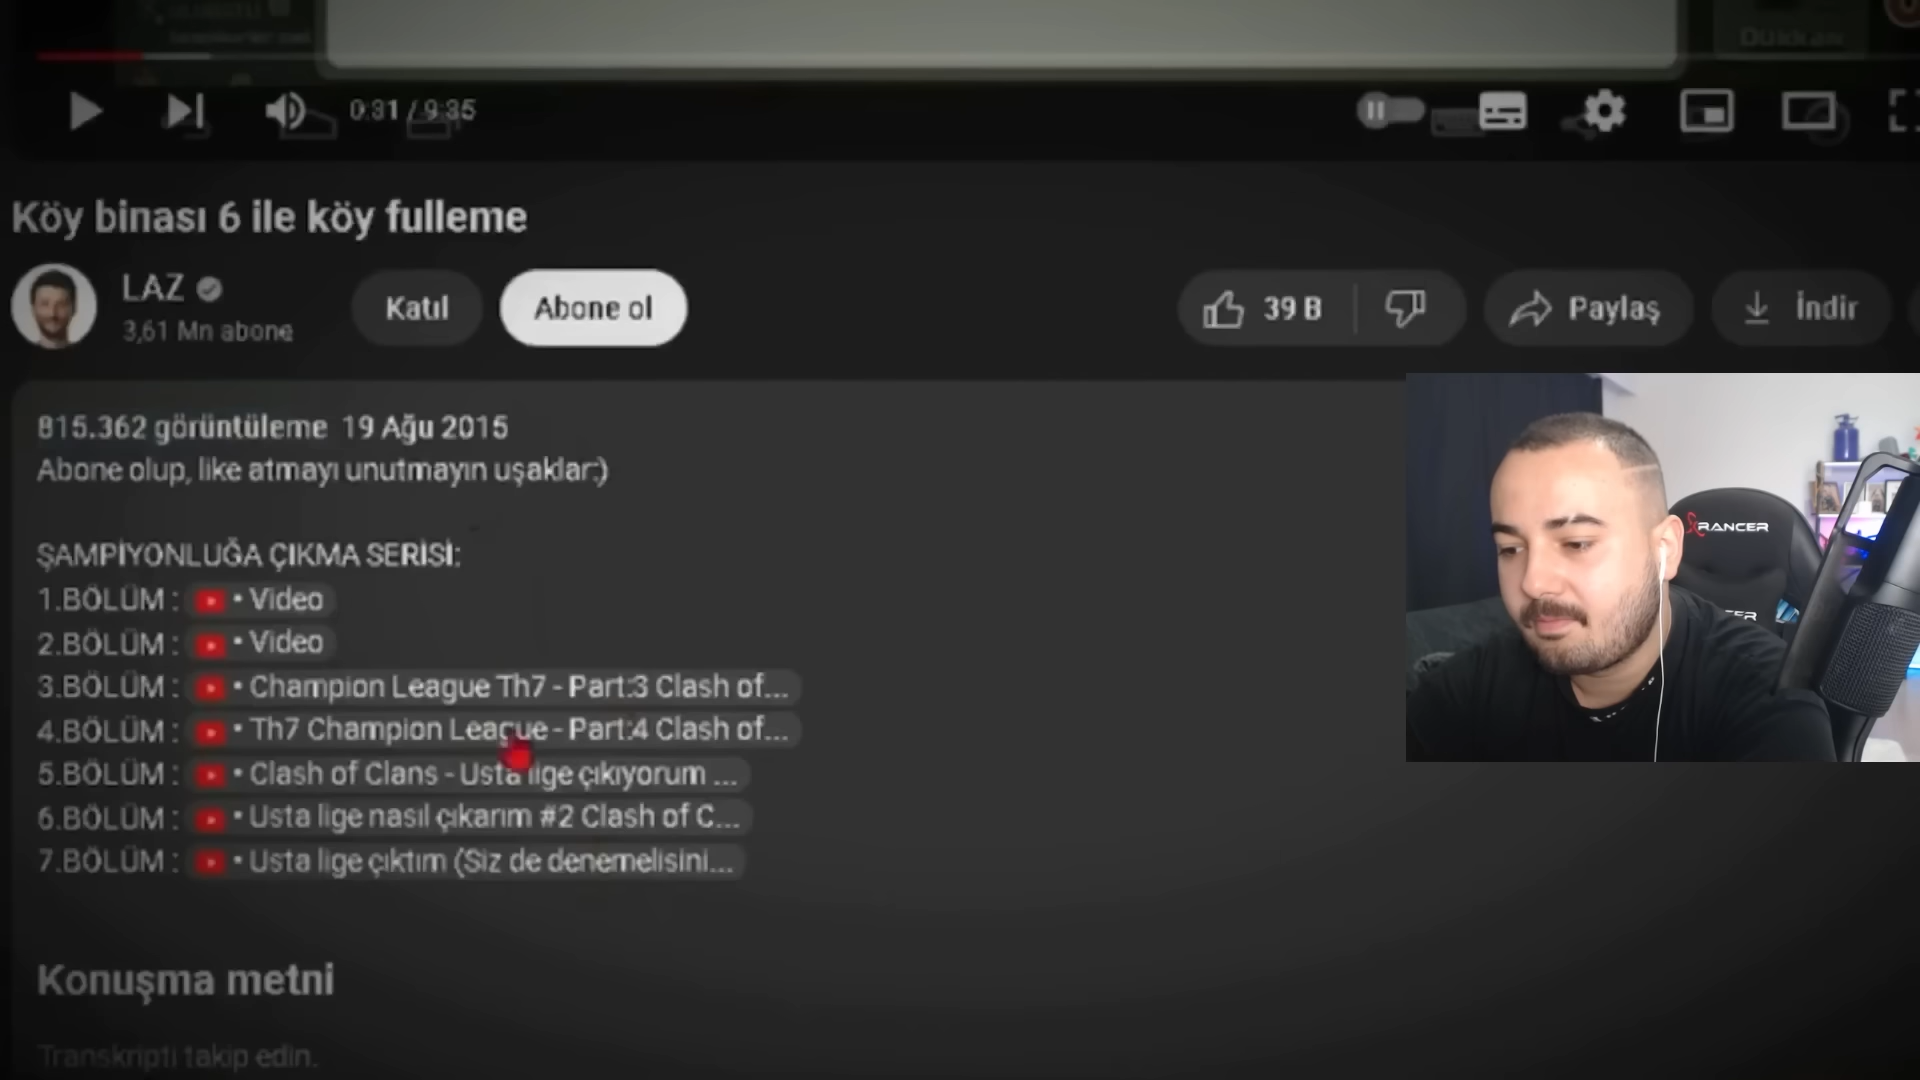 0:31 / 9:35
Köy binası 6 ile köy fulleme
LAZ
3,61 Mn abone
Katıl
Abone ol
39 B
Paylaş
İndir
815.362 görüntüleme 19 Ağu 2015
Abone olup, like atmayı unutmayın uşaklar:)
ŞAMPİYONLUĞA ÇIKMA SERİSİ:
1.BÖLÜM : • Video
2.BÖLÜM : • Video
3.BÖLÜM : • Champion League Th7 - Part:3 Clash of...
4.BÖLÜM : • Th7 Champion League - Part:4 Clash of...
5.BÖLÜM : • Clash of Clans - Usta lige çıkıyorum ...
6.BÖLÜM : • Usta lige nasıl çıkarım #2 Clash of C...
7.BÖLÜM : • Usta lige çıktım (Siz de denemelisini...
Konuşma metni
Transkripti takip edin.
RANCER